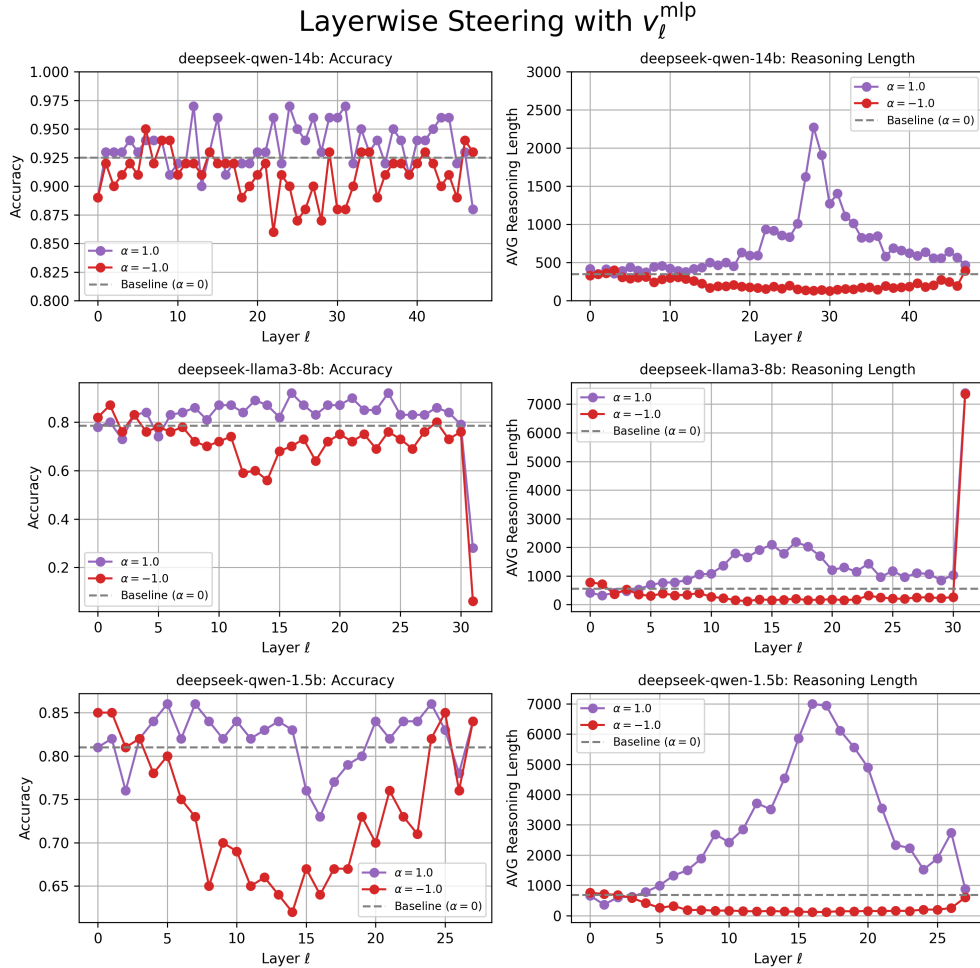 Layerwise Steering with $v_\ell^{\text{mlp}}$
deepseek-qwen-14b: Accuracy
1.000
0.975
0.950
0.925
0.900
0.875
0.850
0.825
0.800
Accuracy
α = 1.0
α = −1.0
Baseline (α = 0)
0 10 20 30 40
Layer ℓ
deepseek-qwen-14b: Reasoning Length
3000
2500
2000
1500
1000
500
0
AVG Reasoning Length
α = 1.0
α = −1.0
Baseline (α = 0)
0 10 20 30 40
Layer ℓ
deepseek-llama3-8b: Accuracy
0.8
0.6
0.4
0.2
Accuracy
α = 1.0
α = −1.0
Baseline (α = 0)
0 5 10 15 20 25 30
Layer ℓ
deepseek-llama3-8b: Reasoning Length
7000
6000
5000
4000
3000
2000
1000
0
AVG Reasoning Length
α = 1.0
α = −1.0
Baseline (α = 0)
0 5 10 15 20 25 30
Layer ℓ
deepseek-qwen-1.5b: Accuracy
0.85
0.80
0.75
0.70
0.65
Accuracy
α = 1.0
α = −1.0
Baseline (α = 0)
0 5 10 15 20 25
Layer ℓ
deepseek-qwen-1.5b: Reasoning Length
7000
6000
5000
4000
3000
2000
1000
0
AVG Reasoning Length
α = 1.0
α = −1.0
Baseline (α = 0)
0 5 10 15 20 25
Layer ℓ